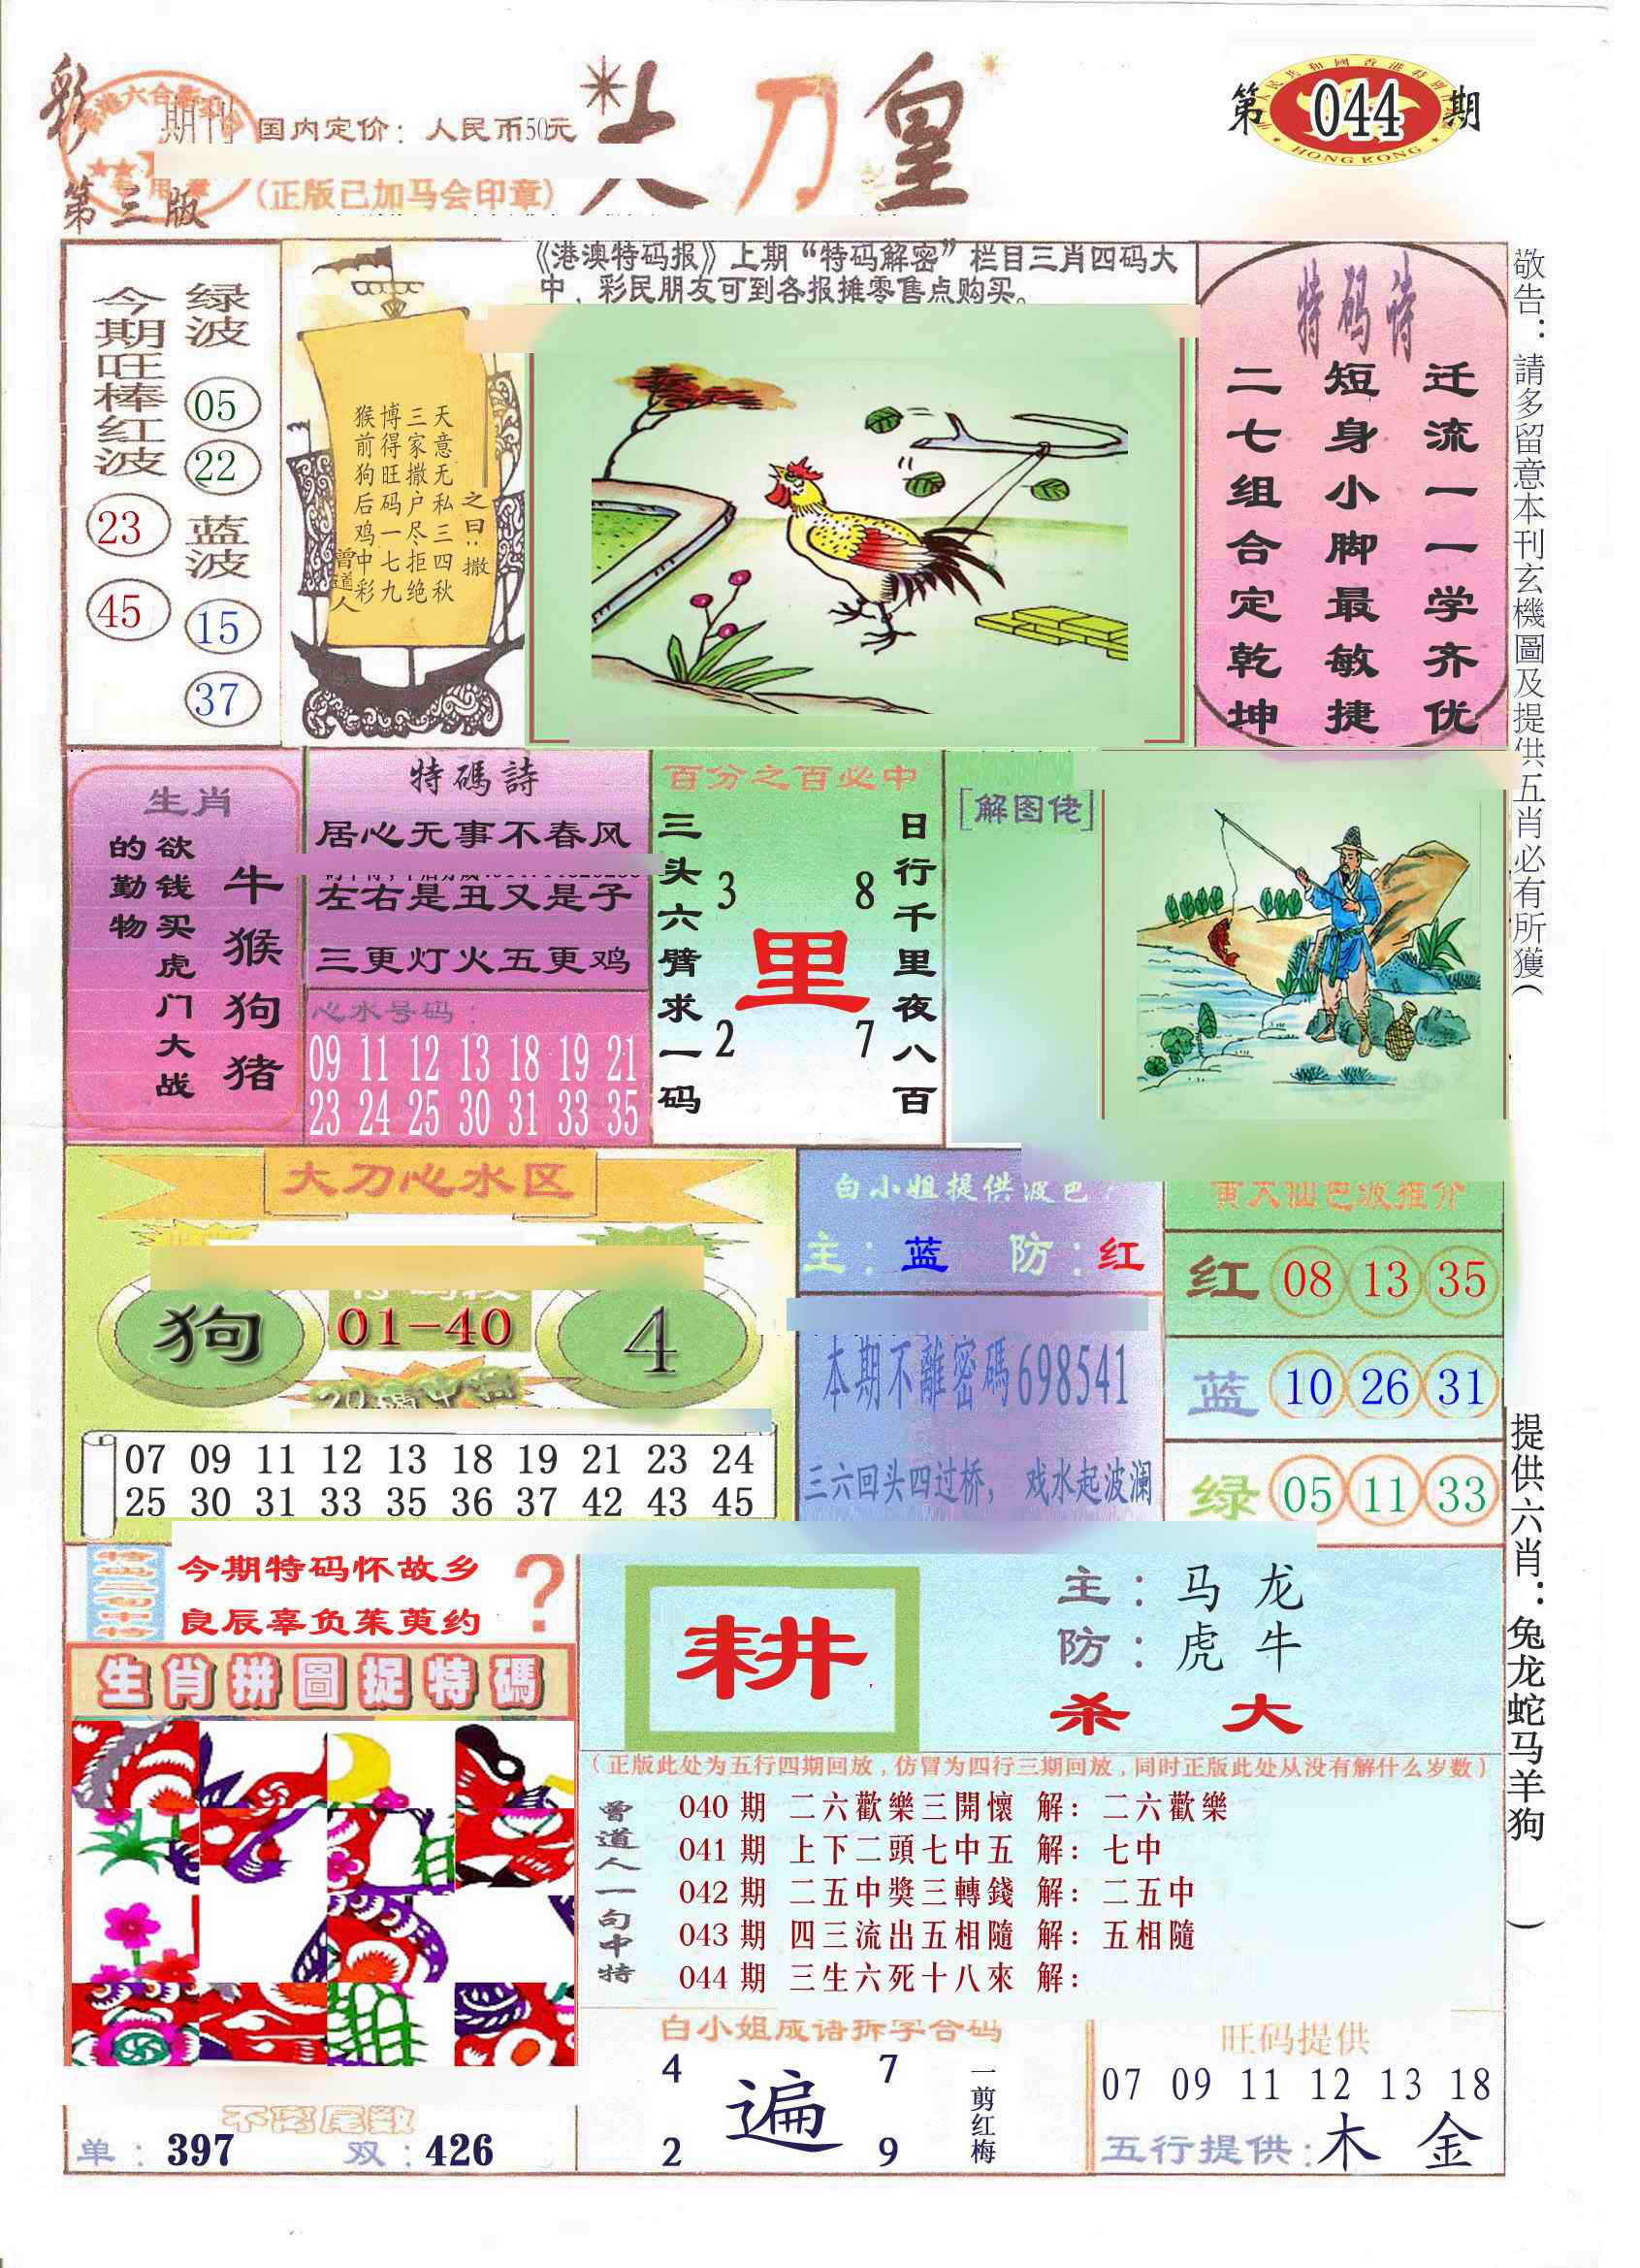 彩
期刊
国内定价：人民币50元
大刀皇
第044期
HONG KONG
(正版已加马会印章)
第三版
今期旺棒红波
23
45
绿波
05
22
蓝波
15
37
之曰：撒
天意无私三四秋
三家撒户尽拒绝
博得旺码一七九
猴前狗后鸡中彩
曾道人
《港澳特码报》上期“特码解密”栏目三肖四码大
中，彩民朋友可到各报摊零售点购买。
特码诗
迁流一一学齐优
短身小脚最敏捷
二七组合定乾坤
敬告：請多留意本刊玄機圖及提供五肖必有所獲(
生肖
牛猴狗猪
欲钱买虎门大战
的勤物
特碼詩
居心无事不春风
左右是丑又是子
三更灯火五更鸡
心水号码：
09 11 12 13 18 19 21
23 24 25 30 31 33 35
百分之百必中
日行千里夜八百
三头六臂求一码
3 8
里
2 7
[解图佬]
大刀心水区
狗
01-40
4
07 09 11 12 13 18 19 21 23 24
25 30 31 33 35 36 37 42 43 45
白小姐提供波色
主：蓝 防：红
本期不離密碼698541
三六回头四过桥， 戏水起波澜
黄大仙色波推介
红 08 13 35
蓝 10 26 31
绿 05 11 33
提供六肖：兔龙蛇马羊狗 )
今期特码怀故乡
良辰辜负茱萸约
?
生肖拼圖捉特碼
耕
主：马 龙
防：虎 牛
杀 大
（正版此处为五行四期回放，仿冒为四行三期回放，同时正版此处从没有解什么岁数）
曾道人一句中特
040期 二六歡樂三開懷 解：二六歡樂
041期 上下二頭七中五 解：七中
042期 二五中獎三轉錢 解：二五中
043期 四三流出五相隨 解：五相隨
044期 三生六死十八來 解：
不离尾数
单：397 双：426
白小姐成语拆字合码
4 7
遍
2 9
一剪红梅
旺码提供
07 09 11 12 13 18
五行提供：木 金